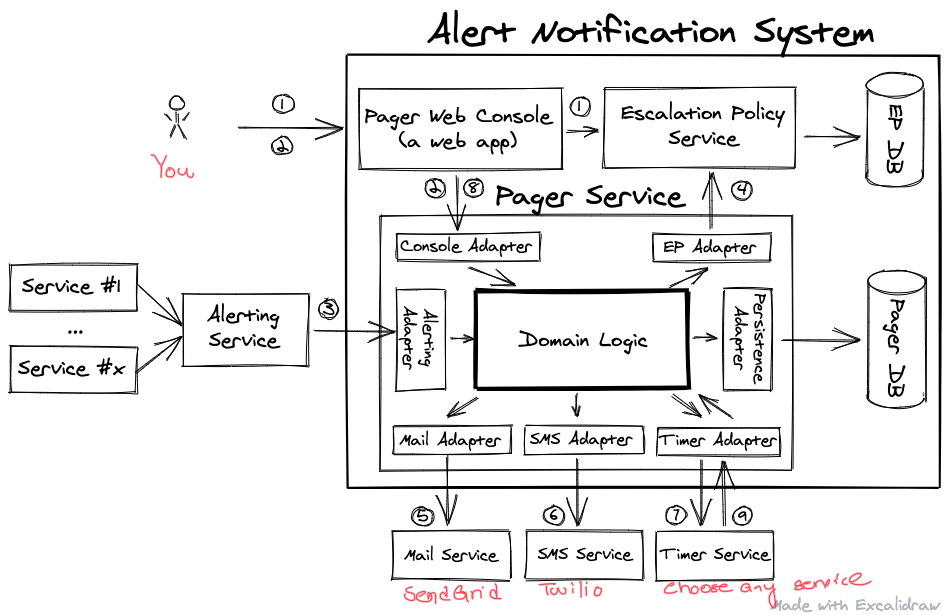 Alert Notification System
①
②
You
Pager Web Console
(a web app)
①
Escalation Policy
Service
EP DB
②
⑧
Pager Service
④
Console Adapter
EP Adapter
Service #1
...
Service #x
Alerting
Service
③
Alerting
Adapter
Domain Logic
Persistence
Adapter
Pager DB
Mail Adapter
SMS Adapter
Timer Adapter
⑤
⑥
⑦
⑨
Mail Service
SMS Service
Timer Service
SendGrid
Twilio
Choose any service
Made with Excalidraw